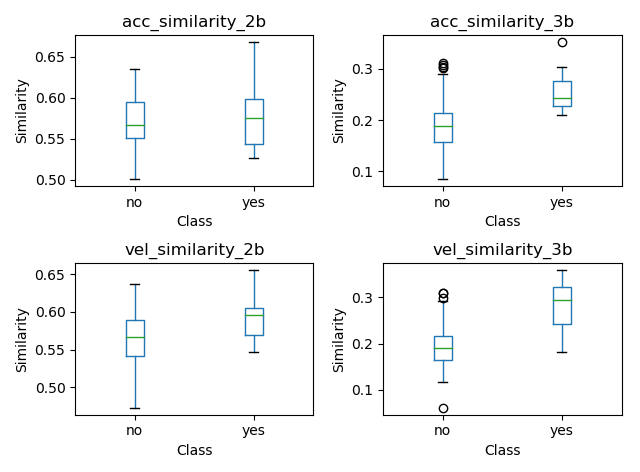 acc_similarity_2b
Similarity
0.65
0.60
0.55
0.50
no
yes
Class
acc_similarity_3b
Similarity
0.3
0.2
0.1
no
yes
Class
vel_similarity_2b
Similarity
0.65
0.60
0.55
0.50
no
yes
Class
vel_similarity_3b
Similarity
0.3
0.2
0.1
no
yes
Class